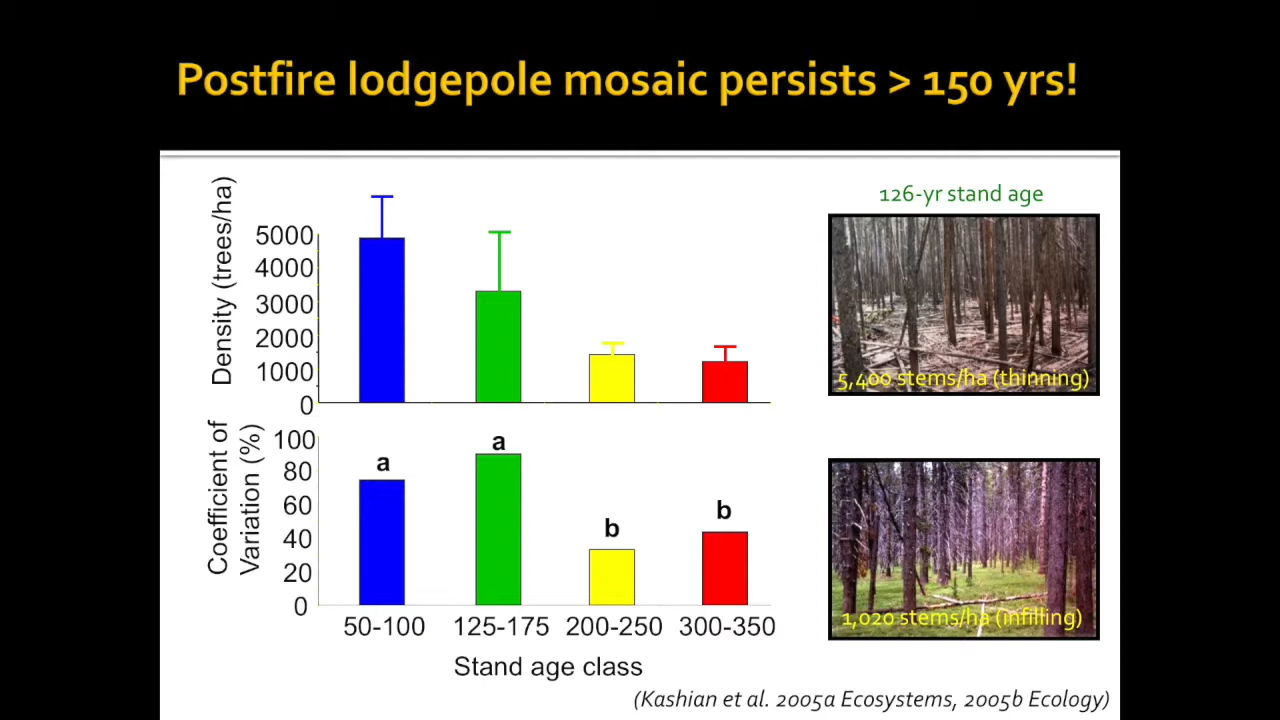 Postfire lodgepole mosaic persists > 150 yrs!
Density (trees/ha)
5000
4000
3000
2000
1000
0
Coefficient of
Variation (%)
100
80
60
40
20
0
a
a
b
b
50-100 125-175 200-250 300-350
Stand age class
126-yr stand age
5,400 stems/ha (thinning)
1,020 stems/ha (infilling)
(Kashian et al. 2005a Ecosystems, 2005b Ecology)